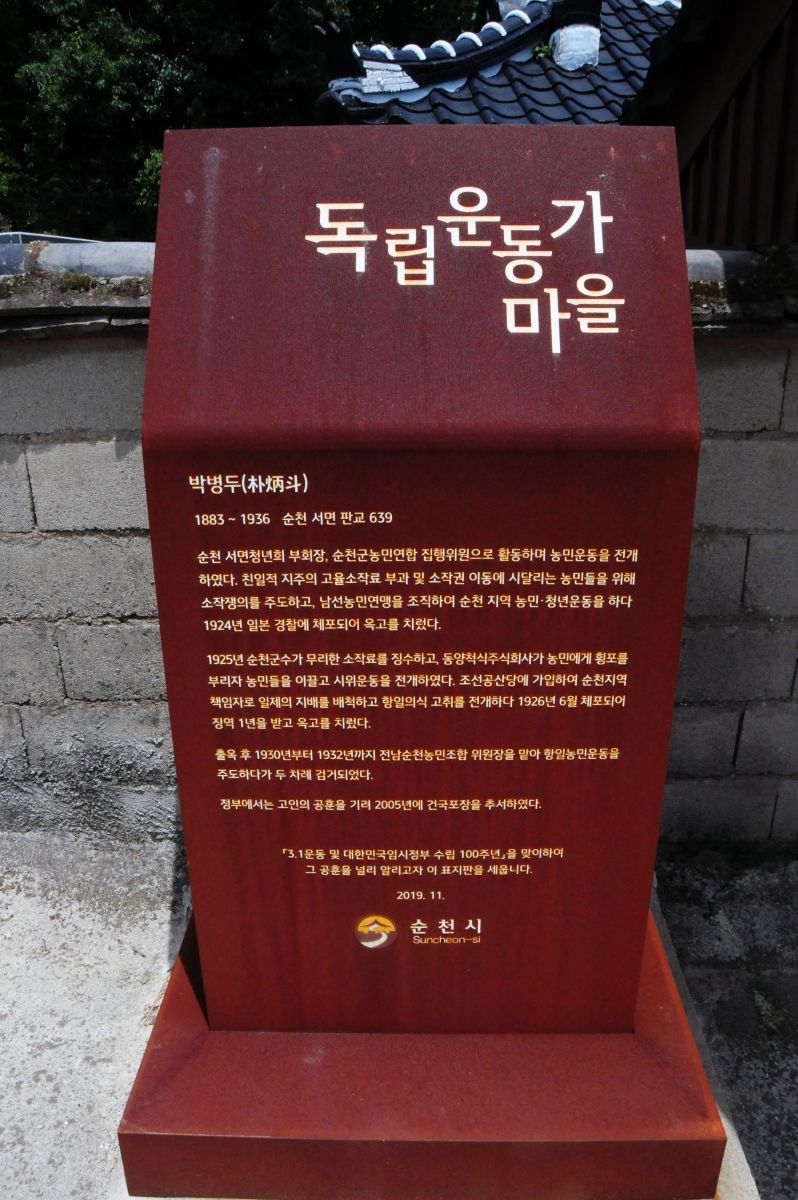 독립운동가
마을
박병두(朴炳斗)
1883 ~ 1936 순천 서면 판교 639
순천 서면청년회 부회장, 순천군농민연합 집행위원으로 활동하며 농민운동을 전개
하였다. 친일적 지주의 고율소작료 부과 및 소작권 이동에 시달리는 농민들을 위해
소작쟁의를 주도하고, 남선농민연맹을 조직하여 순천 지역 농민·청년운동을 하다
1924년 일본 경찰에 체포되어 옥고를 치렀다.
1925년 순천군수가 무리한 소작료를 징수하고, 동양척식주식회사가 농민에게 횡포를
부리자 농민들을 이끌고 시위운동을 전개하였다. 조선공산당에 가입하여 순천지역
책임자로 일제의 지배를 배척하고 항일의식 고취를 전개하다 1926년 6월 체포되어
징역 1년을 받고 옥고를 치렀다.
출옥 후 1930년부터 1932년까지 전남순천농민조합 위원장을 맡아 항일농민운동을
주도하다가 두 차례 검거되었다.
정부에서는 고인의 공훈을 기려 2005년에 건국포장을 추서하였다.
「3.1운동 및 대한민국임시정부 수립 100주년」을 맞이하여
그 공훈을 널리 알리고자 이 표지판을 세웁니다.
2019. 11.
순천시
Suncheon-si